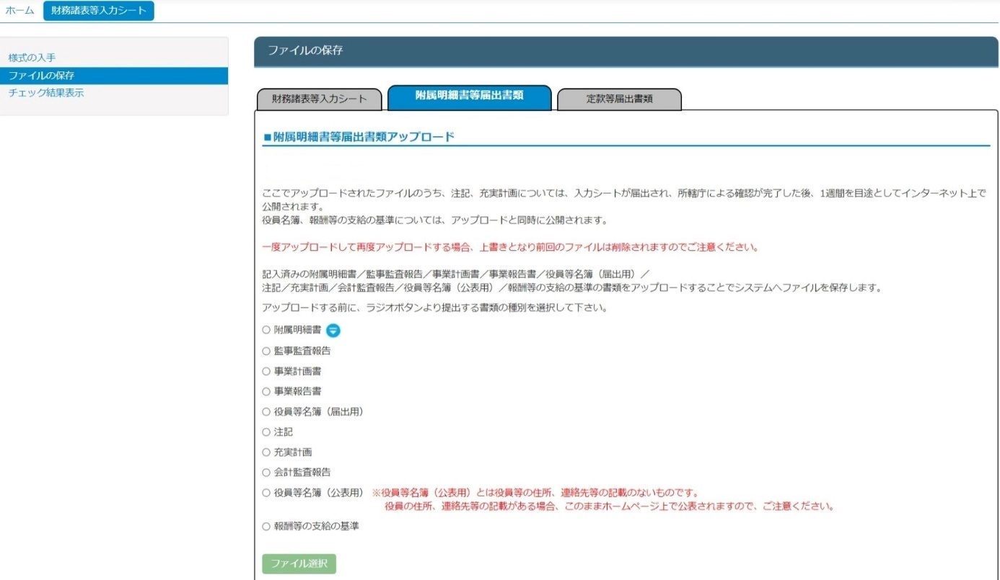 ホーム 財務諸表等入力シート
様式の入手
ファイルの保存
チェック結果表示
ファイルの保存
財務諸表等入力シート 附属明細書等届出書類 定款等届出書類
■附属明細書等届出書類アップロード
ここでアップロードされたファイルのうち、注記、充実計画については、入力シートが届出され、所轄庁による確認が完了した後、1週間を目途としてインターネット上で
公開されます。
役員名簿、報酬等の支給の基準については、アップロードと同時に公開されます。
一度アップロードして再度アップロードする場合、上書きとなり前回のファイルは削除されますのでご注意ください。
記入済みの附属明細書／監事監査報告／事業計画書／事業報告書／役員等名簿（届出用）／
注記／充実計画／会計監査報告／役員等名簿（公表用）／報酬等の支給の基準の書類をアップロードすることでシステムへファイルを保存します。
アップロードする前に、ラジオボタンより提出する書類の種別を選択して下さい。
附属明細書
監事監査報告
事業計画書
事業報告書
役員等名簿（届出用）
注記
充実計画
会計監査報告
役員等名簿（公表用） ※役員等名簿（公表用）とは役員等の住所、連絡先等の記載のないものです。
役員の住所、連絡先等の記載がある場合、このままホームページ上で公表されますので、ご注意ください。
報酬等の支給の基準
ファイル選択